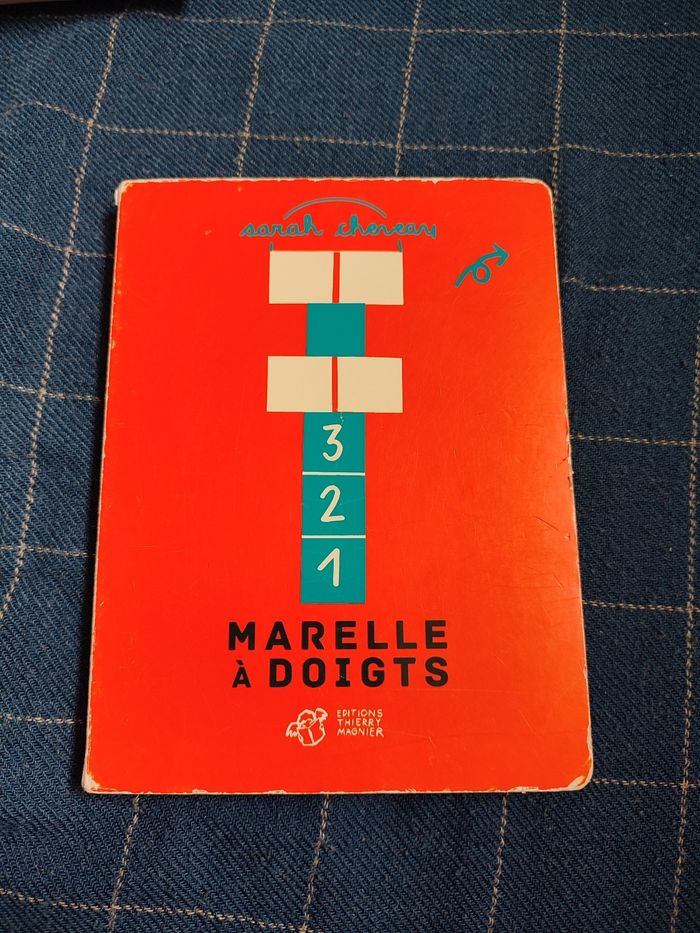 sarah cheveau
3
2
1
MARELLE
À DOIGTS
EDITIONS
THIERRY
MAGNIER